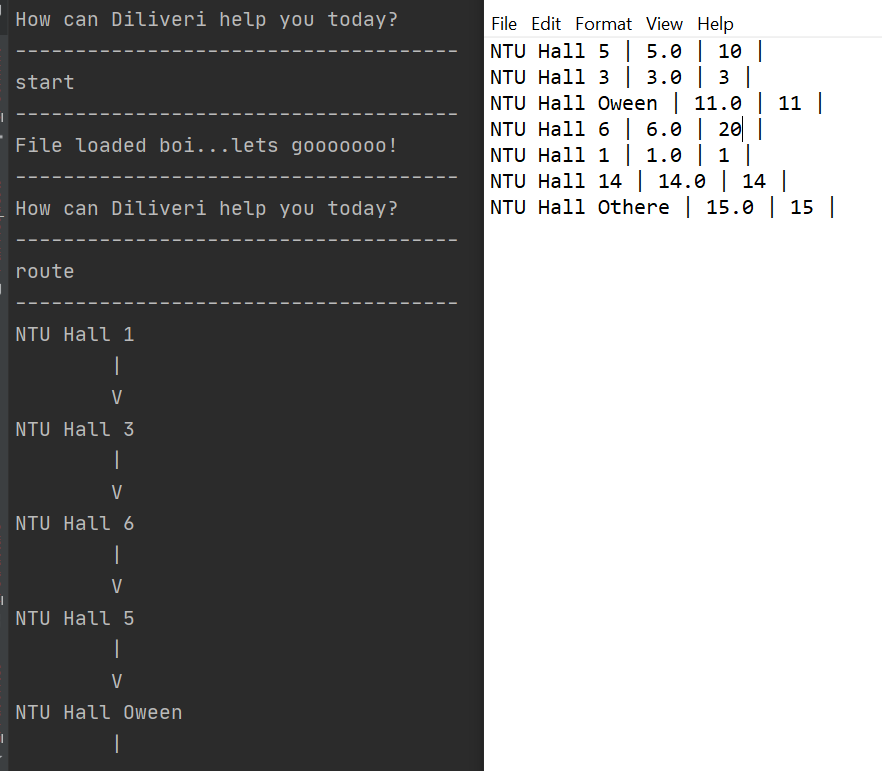 How can Diliveri help you today?
-------------------------------------
start
-------------------------------------
File loaded boi...lets gooooooo!
-------------------------------------
How can Diliveri help you today?
-------------------------------------
route
-------------------------------------
NTU Hall 1
|
V
NTU Hall 3
|
V
NTU Hall 6
|
V
NTU Hall 5
|
V
NTU Hall Oween
|
File Edit Format View Help
NTU Hall 5 | 5.0 | 10 |
NTU Hall 3 | 3.0 | 3 |
NTU Hall Oween | 11.0 | 11 |
NTU Hall 6 | 6.0 | 20 |
NTU Hall 1 | 1.0 | 1 |
NTU Hall 14 | 14.0 | 14 |
NTU Hall Othere | 15.0 | 15 |